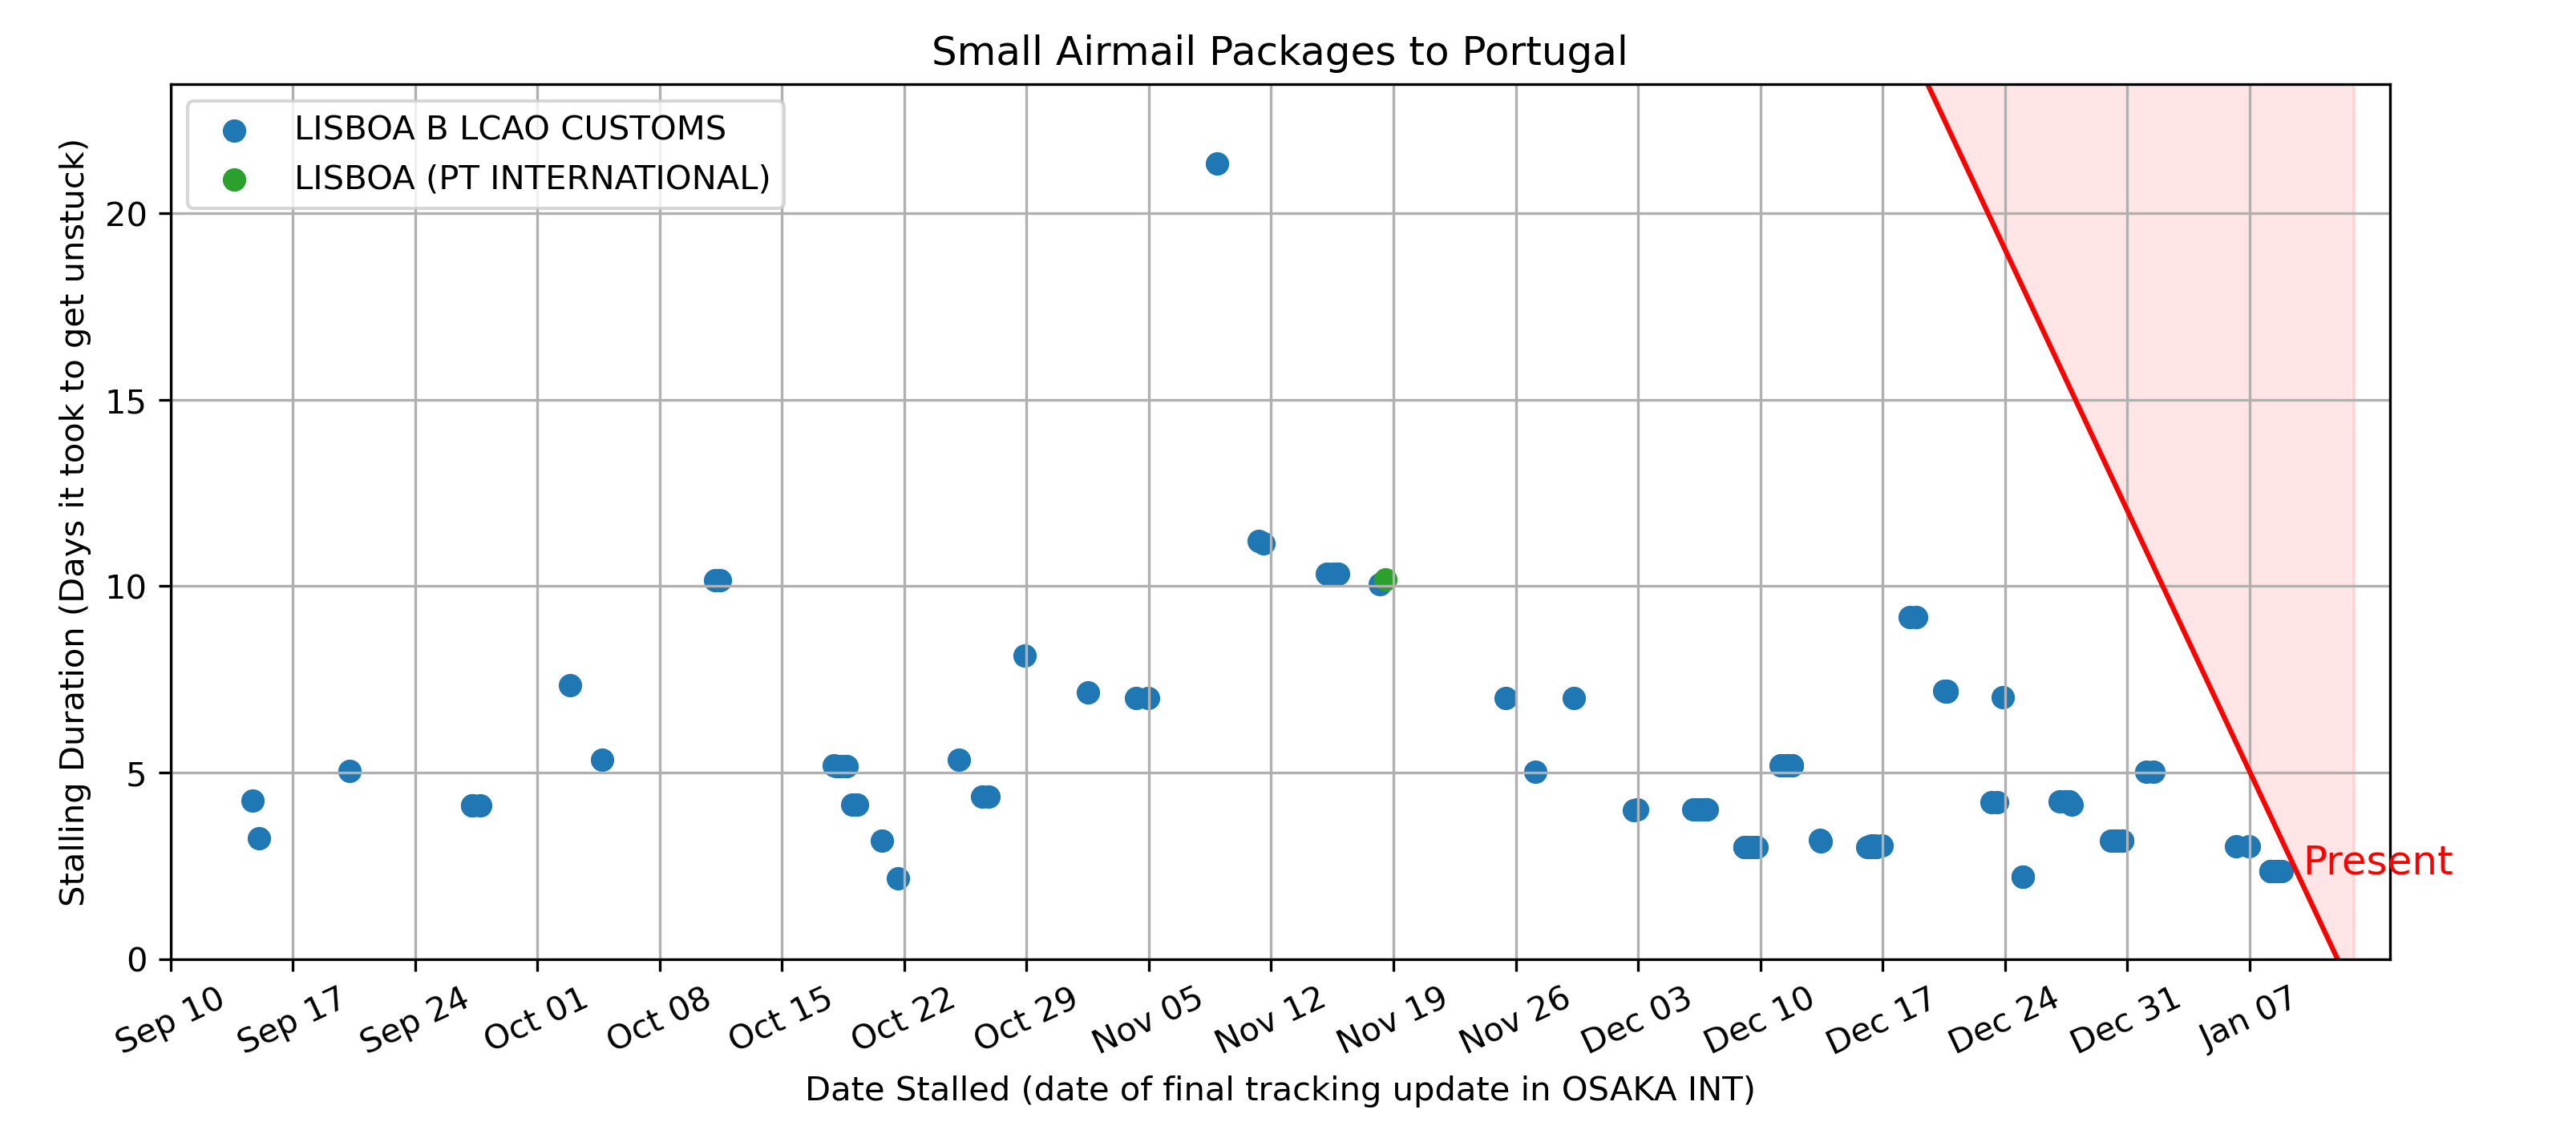 Small Airmail Packages to Portugal
LISBOA B LCAO CUSTOMS
LISBOA (PT INTERNATIONAL)
Stalling Duration (Days it took to get unstuck)
20
15
10
5
0
Present
Sep 10
Sep 17
Sep 24
Oct 01
Oct 08
Oct 15
Oct 22
Oct 29
Nov 05
Nov 12
Nov 19
Nov 26
Dec 03
Dec 10
Dec 17
Dec 24
Dec 31
Jan 07
Date Stalled (date of final tracking update in OSAKA INT)